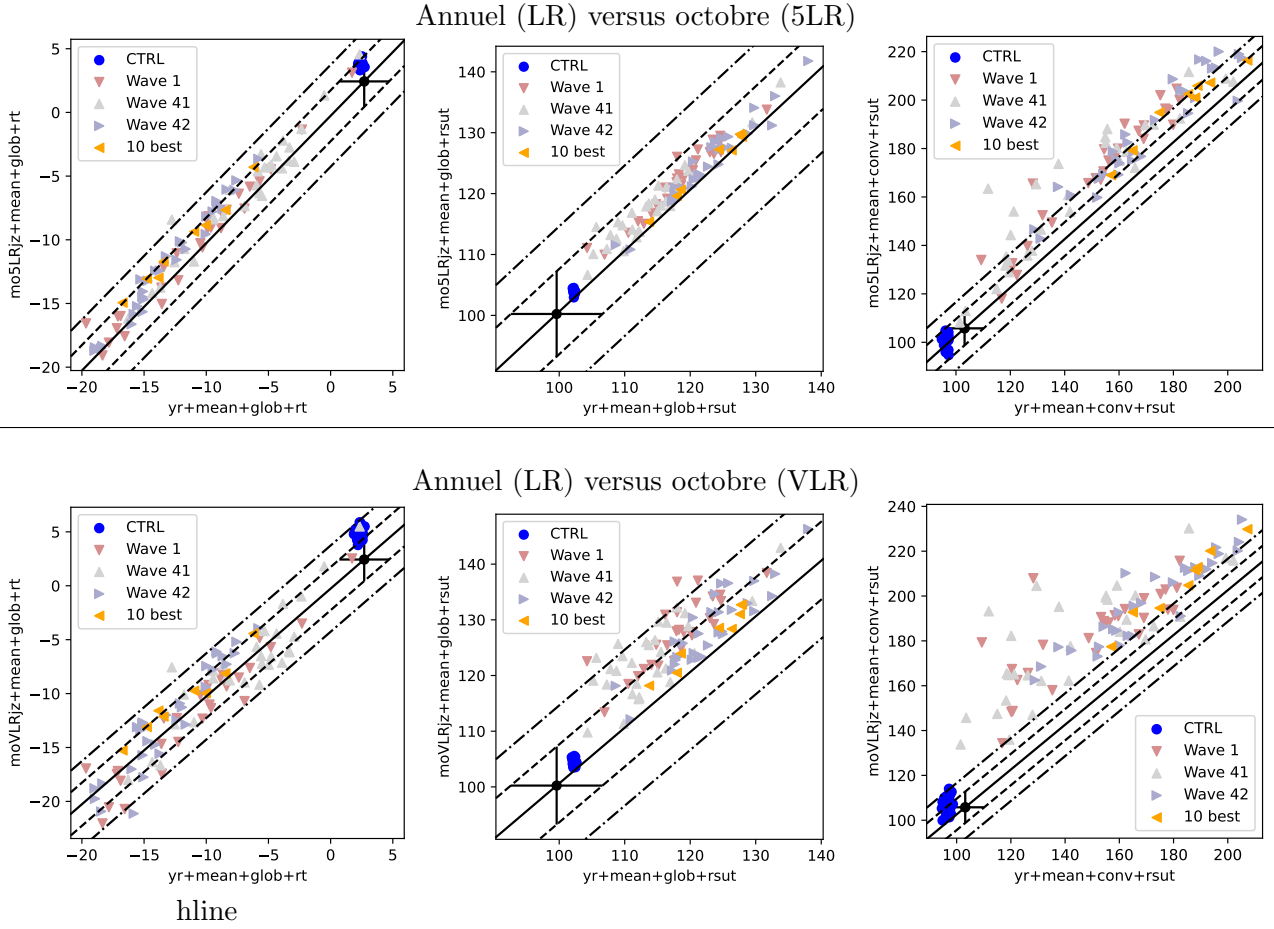 Annuel (LR) versus octobre (5LR)
mo5LRjz+mean+glob+rt
5
0
−5
−10
−15
−20
CTRL
Wave 1
Wave 41
Wave 42
10 best
−20 −15 −10 −5 0 5
yr+mean+glob+rt
mo5LRjz+mean+glob+rsut
140
130
120
110
100
CTRL
Wave 1
Wave 41
Wave 42
10 best
100 110 120 130 140
yr+mean+glob+rsut
mo5LRjz+mean+conv+rsut
220
200
180
160
140
120
100
CTRL
Wave 1
Wave 41
Wave 42
10 best
100 120 140 160 180 200
yr+mean+conv+rsut
Annuel (LR) versus octobre (VLR)
moVLRjz+mean+glob+rt
5
0
−5
−10
−15
−20
CTRL
Wave 1
Wave 41
Wave 42
10 best
−20 −15 −10 −5 0 5
yr+mean+glob+rt
moVLRjz+mean+glob+rsut
140
130
120
110
100
CTRL
Wave 1
Wave 41
Wave 42
10 best
100 110 120 130 140
yr+mean+glob+rsut
moVLRjz+mean+conv+rsut
240
220
200
180
160
140
120
100
CTRL
Wave 1
Wave 41
Wave 42
10 best
100 120 140 160 180 200
yr+mean+conv+rsut
hline